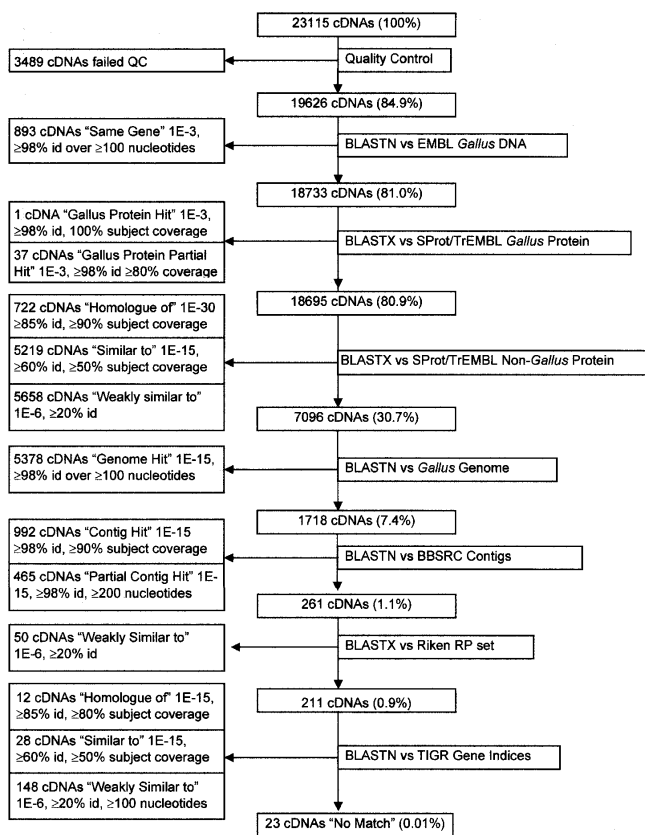 23115 cDNAs (100%)
3489 cDNAs failed QC
Quality Control
19626 cDNAs (84.9%)
893 cDNAs “Same Gene” 1E-3,
≥98% id over ≥100 nucleotides
BLASTN vs EMBL Gallus DNA
18733 cDNAs (81.0%)
1 cDNA “Gallus Protein Hit” 1E-3,
≥98% id, 100% subject coverage
37 cDNAs “Gallus Protein Partial
Hit” 1E-3, ≥98% id ≥80% coverage
BLASTX vs SProt/TrEMBL Gallus Protein
18695 cDNAs (80.9%)
722 cDNAs “Homologue of” 1E-30
≥85% id, ≥90% subject coverage
5219 cDNAs “Similar to” 1E-15,
≥60% id, ≥50% subject coverage
5658 cDNAs “Weakly similar to”
1E-6, ≥20% id
BLASTX vs SProt/TrEMBL Non-Gallus Protein
7096 cDNAs (30.7%)
5378 cDNAs “Genome Hit” 1E-15,
≥98% id over ≥100 nucleotides
BLASTN vs Gallus Genome
1718 cDNAs (7.4%)
992 cDNAs “Contig Hit” 1E-15
≥98% id, ≥90% subject coverage
465 cDNAs “Partial Contig Hit” 1E-
15, ≥98% id, ≥200 nucleotides
BLASTN vs BBSRC Contigs
261 cDNAs (1.1%)
50 cDNAs “Weakly Similar to”
1E-6, ≥20% id
BLASTX vs Riken RP set
211 cDNAs (0.9%)
12 cDNAs “Homologue of” 1E-15,
≥85% id, ≥80% subject coverage
28 cDNAs “Similar to” 1E-15,
≥60% id, ≥50% subject coverage
148 cDNAs “Weakly Similar to”
1E-6, ≥20% id, ≥100 nucleotides
BLASTN vs TIGR Gene Indices
23 cDNAs “No Match” (0.01%)